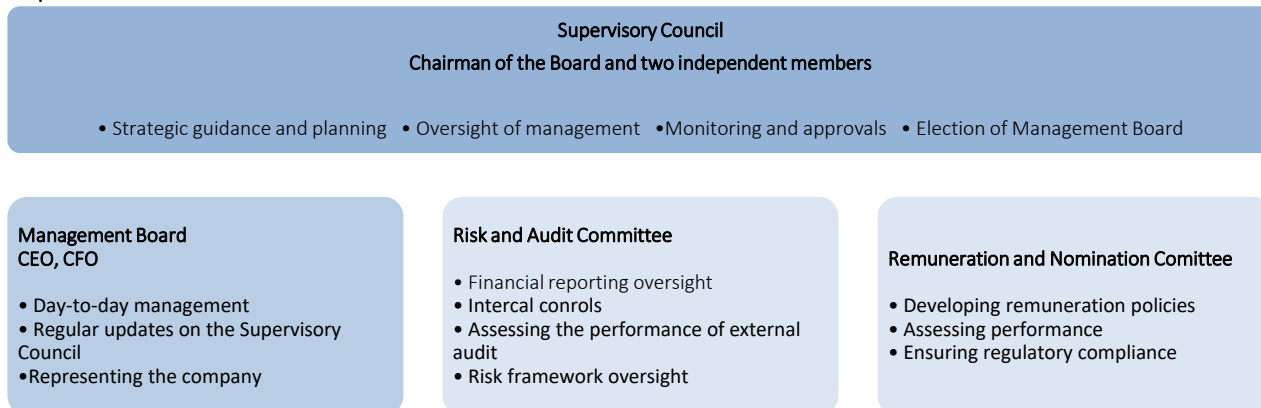 Supervisory Council
Chairman of the Board and two independent members
• Strategic guidance and planning • Oversight of management •Monitoring and approvals • Election of Management Board
Management Board
CEO, CFO
• Day-to-day management
• Regular updates on the Supervisory
Council
•Representing the company
Risk and Audit Committee
• Financial reporting oversight
• Intercal conrols
• Assessing the performance of external
audit
• Risk framework oversight
Remuneration and Nomination Comittee
• Developing remuneration policies
• Assessing performance
• Ensuring regulatory compliance